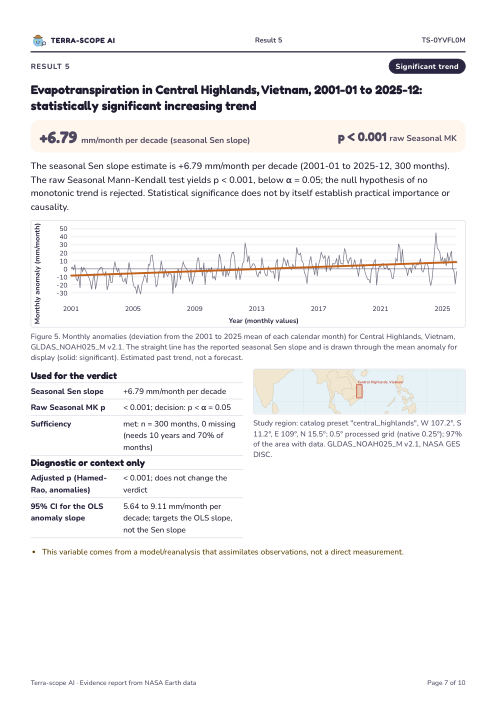 TERRA-SCOPE AI
Result 5
TS-0YVFL0M
RESULT 5
Significant trend
Evapotranspiration in Central Highlands, Vietnam, 2001-01 to 2025-12:
statistically significant increasing trend
+6.79 mm/month per decade (seasonal Sen slope)
p < 0.001 raw Seasonal MK
The seasonal Sen slope estimate is +6.79 mm/month per decade (2001-01 to 2025-12, 300 months).
The raw Seasonal Mann-Kendall test yields p < 0.001, below α = 0.05; the null hypothesis of no
monotonic trend is rejected. Statistical significance does not by itself establish practical importance or
causality.
Monthly anomaly (mm/month)
50
40
30
20
10
0
-10
-20
-30
2001
2005
2009
2013
2017
2021
2025
Year (monthly values)
Figure 5. Monthly anomalies (deviation from the 2001 to 2025 mean of each calendar month) for Central Highlands, Vietnam,
GLDAS_NOAH025_M v2.1. The straight line has the reported seasonal Sen slope and is drawn through the mean anomaly for
display (solid: significant). Estimated past trend, not a forecast.
Used for the verdict
Seasonal Sen slope
+6.79 mm/month per decade
Raw Seasonal MK p
< 0.001; decision: p < α = 0.05
Sufficiency
met: n = 300 months, 0 missing
(needs 10 years and 70% of
months)
Diagnostic or context only
Adjusted p (Hamed-
Rao, anomalies)
< 0.001; does not change the
verdict
95% CI for the OLS
anomaly slope
5.64 to 9.11 mm/month per
decade; targets the OLS slope,
not the Sen slope
Central Highlands, Vietnam
Study region: catalog preset "central_highlands", W 107.2°, S
11.2°, E 109°, N 15.5°; 0.5° processed grid (native 0.25°); 97%
of the area with data. GLDAS_NOAH025_M v2.1, NASA GES
DISC.
• This variable comes from a model/reanalysis that assimilates observations, not a direct measurement.
Terra-scope AI · Evidence report from NASA Earth data
Page 7 of 10